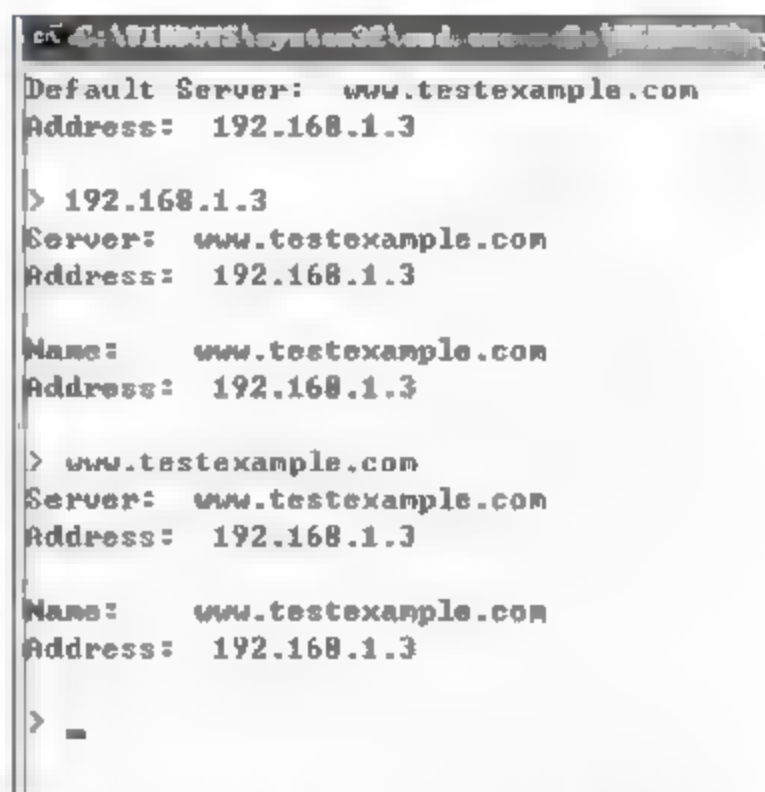 Default Server:  www.testexample.com
Address:  192.168.1.3
> 192.168.1.3
Server:  www.testexample.com
Address:  192.168.1.3
Name:    www.testexample.com
Address:  192.168.1.3
> www.testexample.com
Server:  www.testexample.com
Address:  192.168.1.3
Name:    www.testexample.com
Address:  192.168.1.3
> _